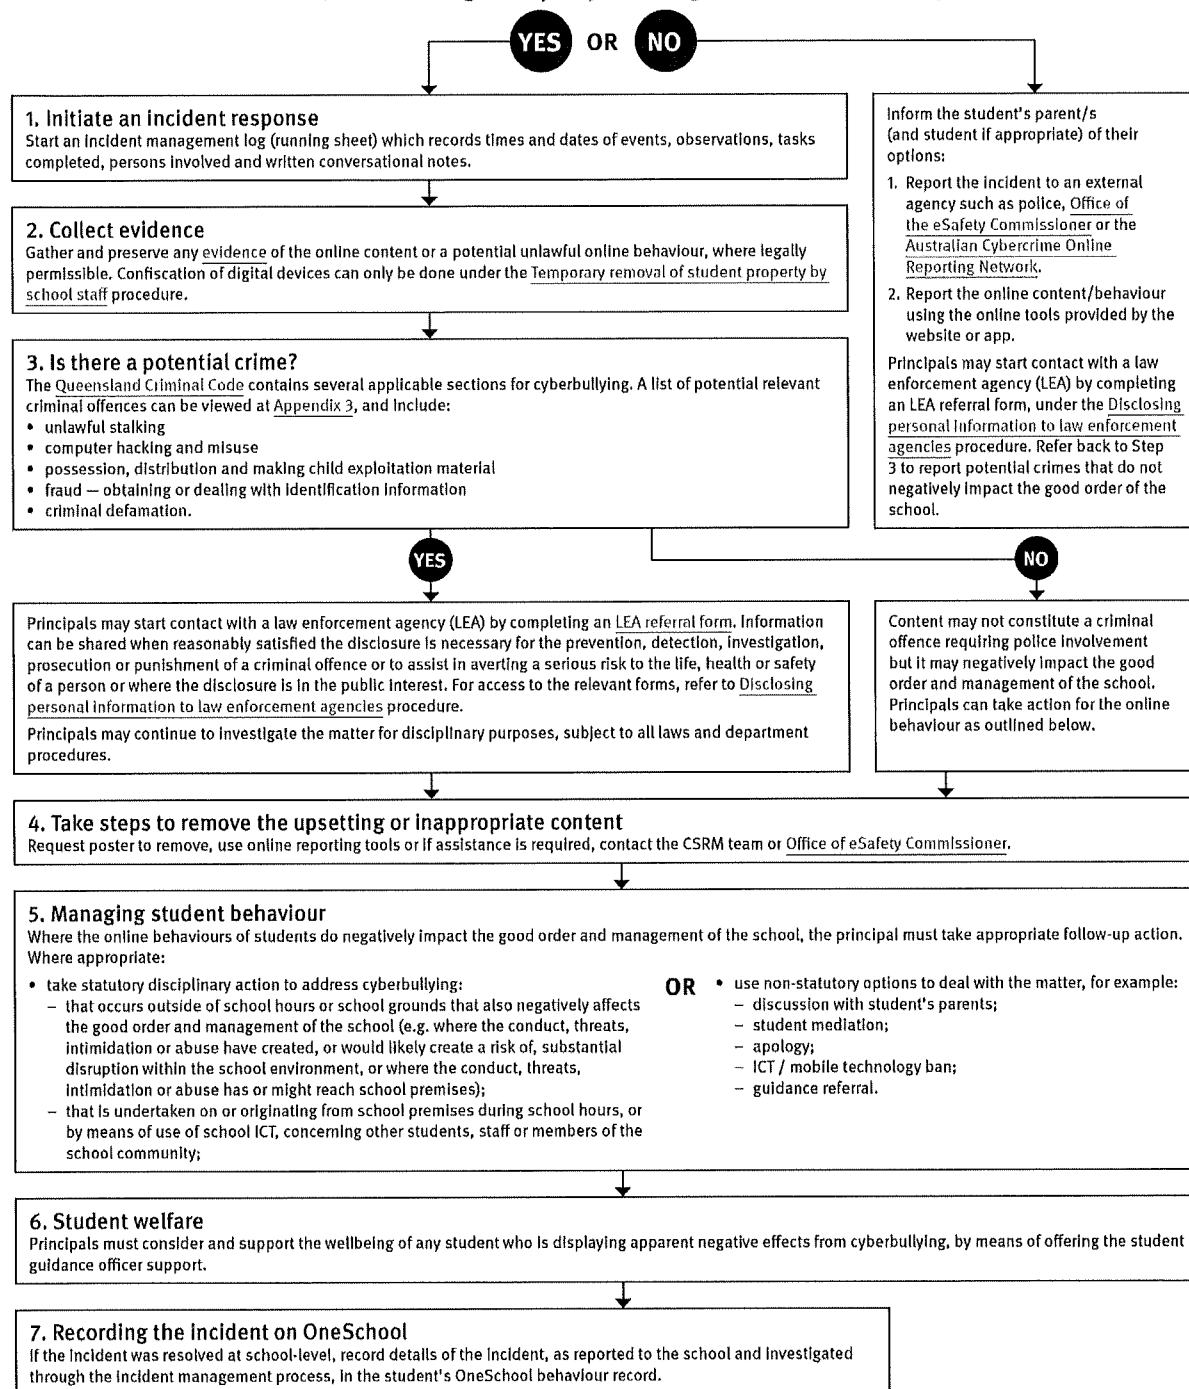 YES OR NO
1. Initiate an incident response
Start an incident management log (running sheet) which records times and dates of events, observations, tasks
completed, persons involved and written conversational notes.
2. Collect evidence
Gather and preserve any evidence of the online content or a potential unlawful online behaviour, where legally
permissible. Confiscation of digital devices can only be done under the Temporary removal of student property by
school staff procedure.
3. Is there a potential crime?
The Queensland Criminal Code contains several applicable sections for cyberbullying. A list of potential relevant
criminal offences can be viewed at Appendix 3, and include:
• unlawful stalking
• computer hacking and misuse
• possession, distribution and making child exploitation material
• fraud — obtaining or dealing with identification information
• criminal defamation.
Inform the student's parent/s
(and student if appropriate) of their
options:
1. Report the incident to an external
agency such as police, Office of
the eSafety Commissioner or the
Australian Cybercrime Online
Reporting Network.
2. Report the online content/behaviour
using the online tools provided by the
website or app.
Principals may start contact with a law
enforcement agency (LEA) by completing
an LEA referral form, under the Disclosing
personal information to law enforcement
agencies procedure. Refer back to Step
3 to report potential crimes that do not
negatively impact the good order of the
school.
YES
NO
Principals may start contact with a law enforcement agency (LEA) by completing an LEA referral form. Information
can be shared when reasonably satisfied the disclosure is necessary for the prevention, detection, investigation,
prosecution or punishment of a criminal offence or to assist in averting a serious risk to the life, health or safety
of a person or where the disclosure is in the public interest. For access to the relevant forms, refer to Disclosing
personal information to law enforcement agencies procedure.
Principals may continue to investigate the matter for disciplinary purposes, subject to all laws and department
procedures.
Content may not constitute a criminal
offence requiring police involvement
but it may negatively impact the good
order and management of the school.
Principals can take action for the online
behaviour as outlined below.
4. Take steps to remove the upsetting or inappropriate content
Request poster to remove, use online reporting tools or if assistance is required, contact the CSRM team or Office of eSafety Commissioner.
5. Managing student behaviour
Where the online behaviours of students do negatively impact the good order and management of the school, the principal must take appropriate follow-up action.
Where appropriate:
• take statutory disciplinary action to address cyberbullying:
– that occurs outside of school hours or school grounds that also negatively affects
the good order and management of the school (e.g. where the conduct, threats,
intimidation or abuse have created, or would likely create a risk of, substantial
disruption within the school environment, or where the conduct, threats,
intimidation or abuse has or might reach school premises);
– that is undertaken on or originating from school premises during school hours, or
by means of use of school ICT, concerning other students, staff or members of the
school community;
OR
• use non-statutory options to deal with the matter, for example:
– discussion with student's parents;
– student mediation;
– apology;
– ICT / mobile technology ban;
– guidance referral.
6. Student welfare
Principals must consider and support the wellbeing of any student who is displaying apparent negative effects from cyberbullying, by means of offering the student
guidance officer support.
7. Recording the incident on OneSchool
If the incident was resolved at school-level, record details of the incident, as reported to the school and investigated
through the incident management process, in the student's OneSchool behaviour record.